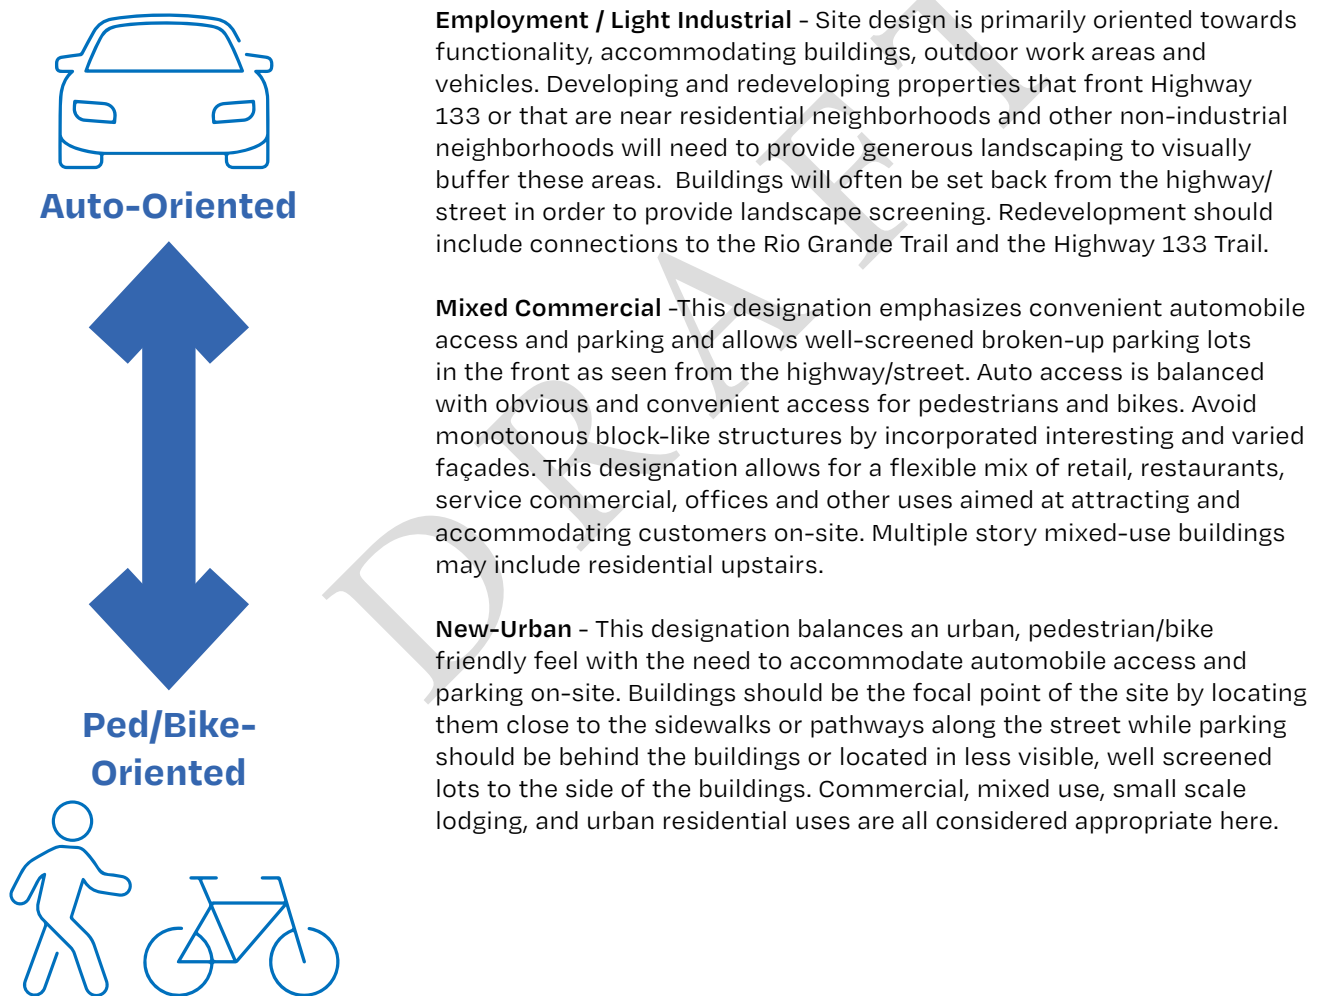 Auto-Oriented
Ped/Bike-
Oriented
Employment / Light Industrial - Site design is primarily oriented towards
functionality, accommodating buildings, outdoor work areas and
vehicles. Developing and redeveloping properties that front Highway
133 or that are near residential neighborhoods and other non-industrial
neighborhoods will need to provide generous landscaping to visually
buffer these areas.  Buildings will often be set back from the highway/
street in order to provide landscape screening. Redevelopment should
include connections to the Rio Grande Trail and the Highway 133 Trail.
Mixed Commercial -This designation emphasizes convenient automobile
access and parking and allows well-screened broken-up parking lots
in the front as seen from the highway/street. Auto access is balanced
with obvious and convenient access for pedestrians and bikes. Avoid
monotonous block-like structures by incorporated interesting and varied
façades. This designation allows for a flexible mix of retail, restaurants,
service commercial, offices and other uses aimed at attracting and
accommodating customers on-site. Multiple story mixed-use buildings
may include residential upstairs.
New-Urban - This designation balances an urban, pedestrian/bike
friendly feel with the need to accommodate automobile access and
parking on-site. Buildings should be the focal point of the site by locating
them close to the sidewalks or pathways along the street while parking
should be behind the buildings or located in less visible, well screened
lots to the side of the buildings. Commercial, mixed use, small scale
lodging, and urban residential uses are all considered appropriate here.
DRAFT